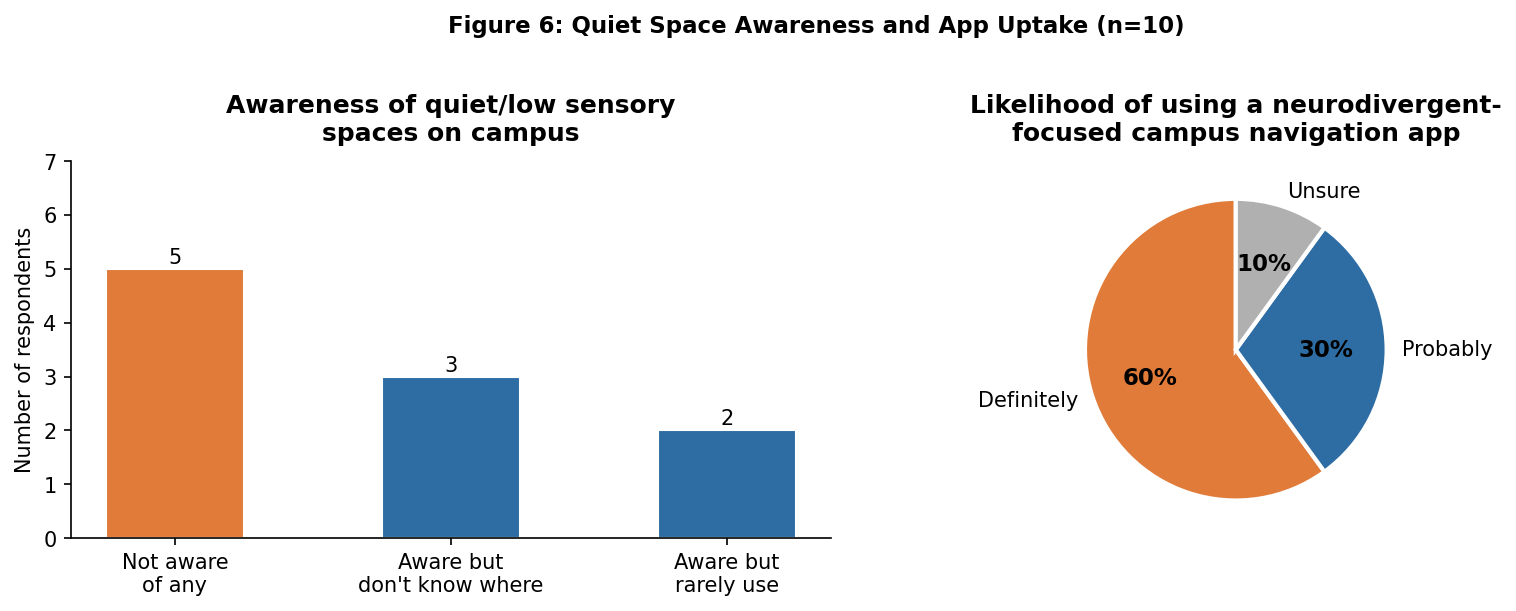 Figure 6: Quiet Space Awareness and App Uptake (n=10)
Awareness of quiet/low sensory
spaces on campus
Number of respondents
7
6
5
4
3
2
1
0
5
3
2
Not aware
of any
Aware but
don't know where
Aware but
rarely use
Likelihood of using a neurodivergent-
focused campus navigation app
Unsure
10%
Probably
30%
Definitely
60%